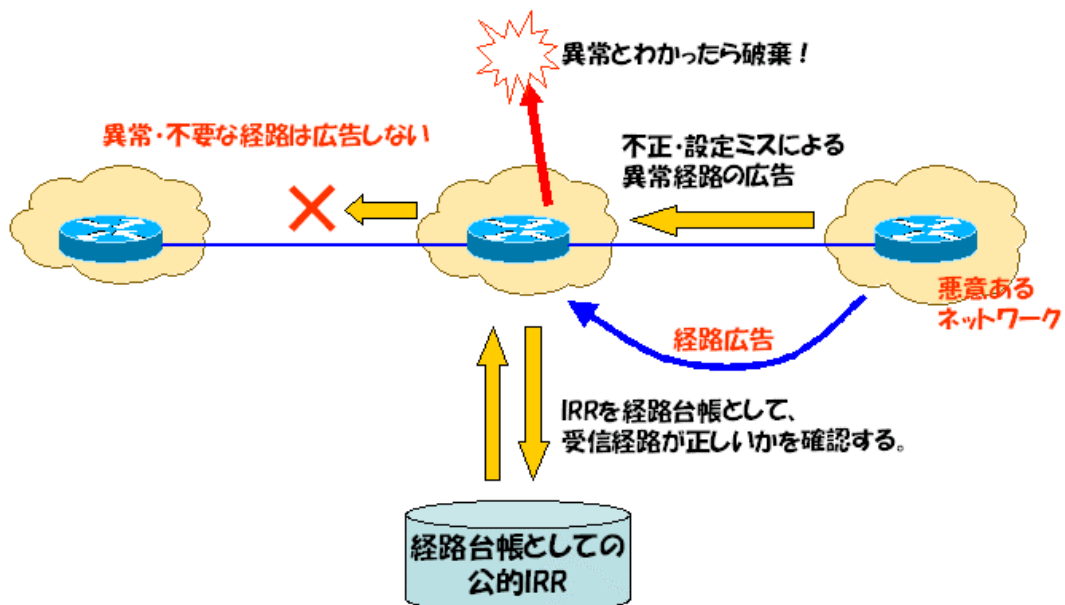 異常とわかったら破棄！
異常・不要な経路は広告しない
不正・設定ミスによる
異常経路の広告
悪意ある
ネットワーク
経路広告
IRRを経路台帳として、
受信経路が正しいかを確認する。
経路台帳としての
公的IRR